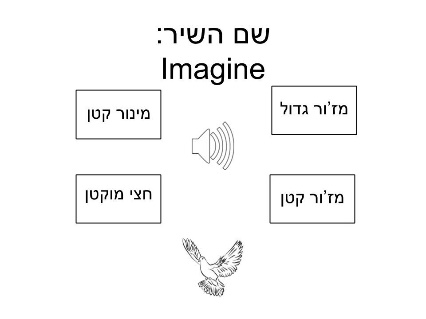 שם השיר:
Imagine
מז'ור גדול
מינור קטן
מז'ור קטן
חצי מוקטן